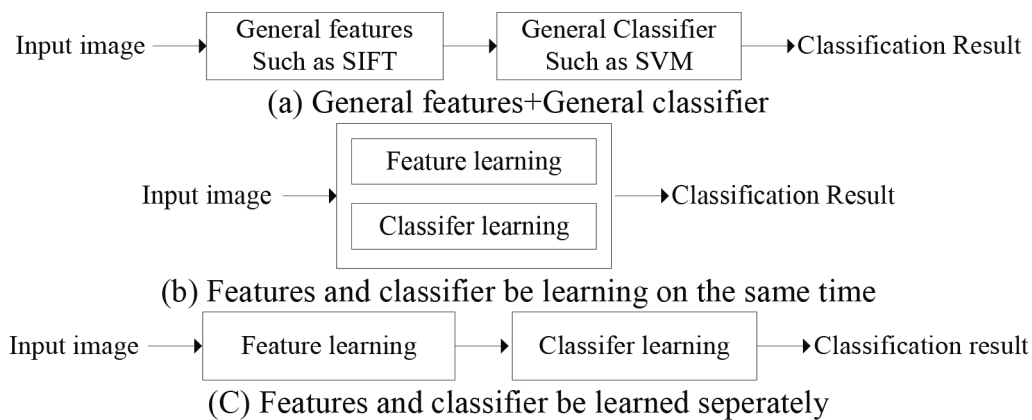 Input image
General features
Such as SIFT
General Classifier
Such as SVM
Classification Result
(a) General features+General classifier
Input image
Feature learning
Classifer learning
Classification Result
(b) Features and classifier be learning on the same time
Input image
Feature learning
Classifer learning
Classification result
(C) Features and classifier be learned seperately